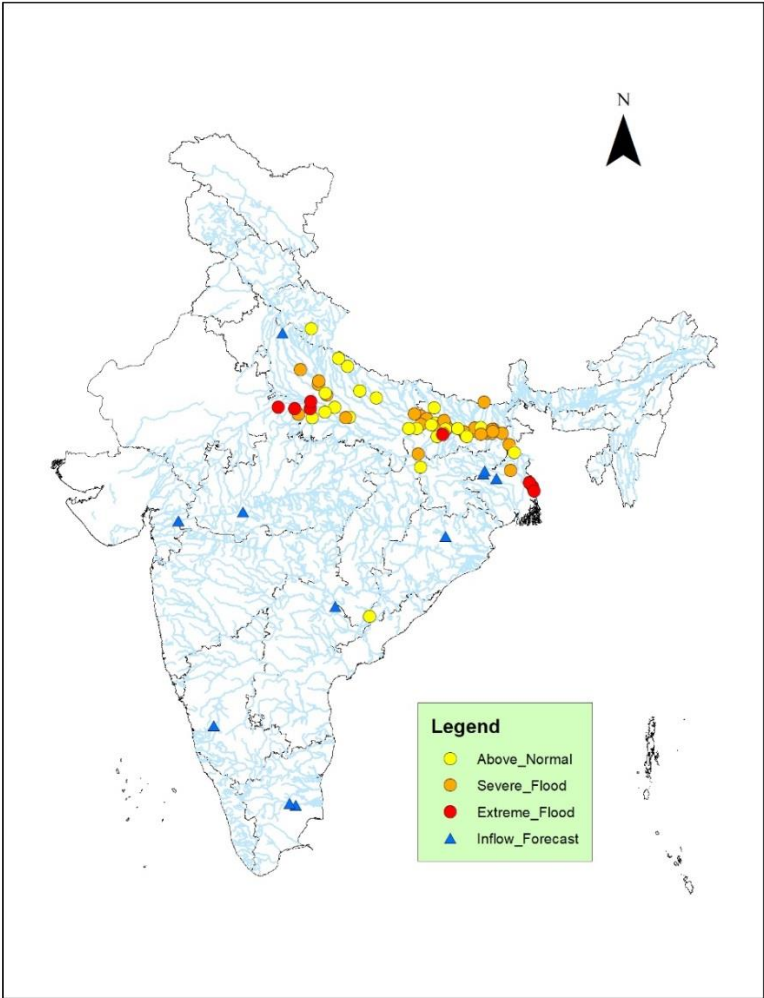 N
Legend
Above_Normal
Severe_Flood
Extreme_Flood
Inflow_Forecast